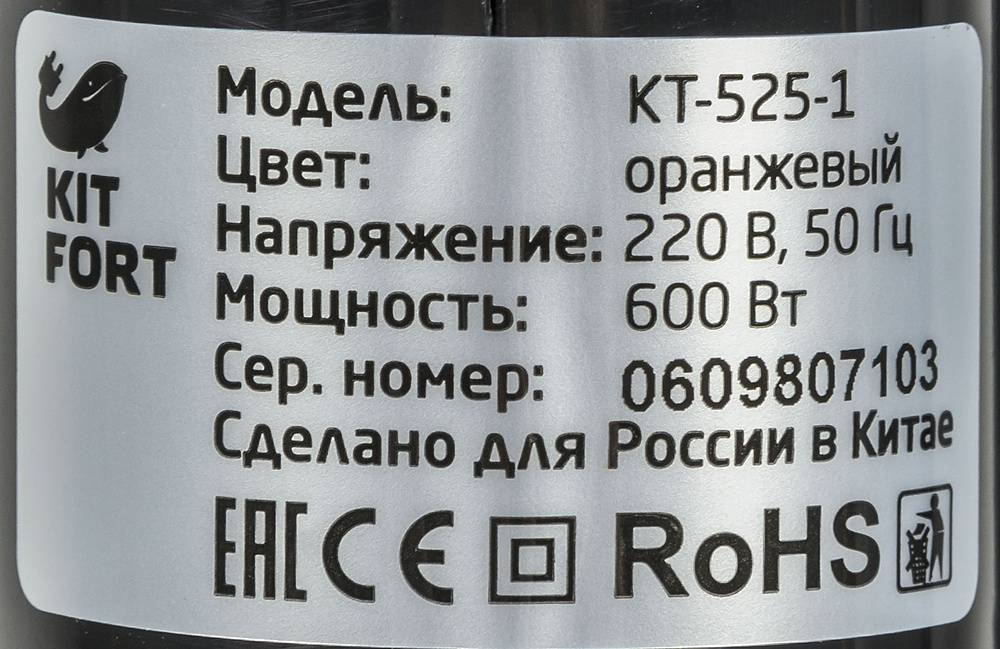 KIT
FORT
Модель: КТ-525-1
Цвет: оранжевый
Напряжение: 220 В, 50 Гц
Мощность: 600 Вт
Сер. номер: 0609807103
Сделано для России в Китае
EAC CE RoHS